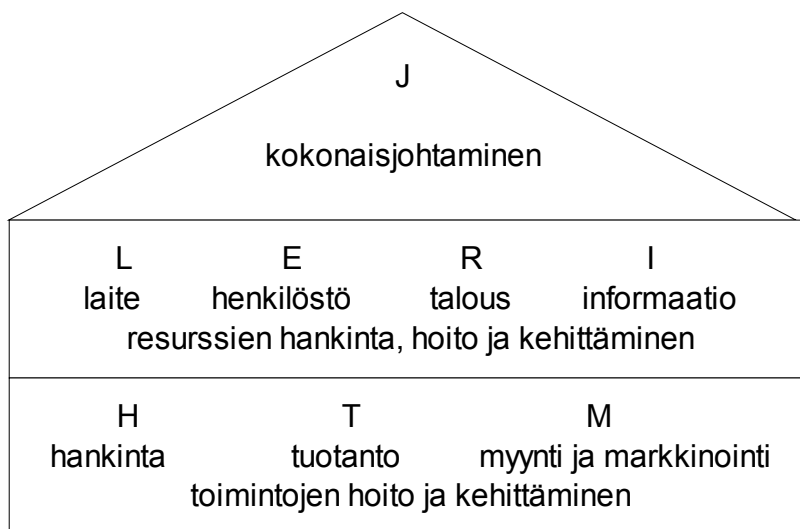 J
kokonaisjohtaminen
L E R I
laite henkilöstö talous informaatio
resurssien hankinta, hoito ja kehittäminen
H T M
hankinta tuotanto myynti ja markkinointi
toimintojen hoito ja kehittäminen